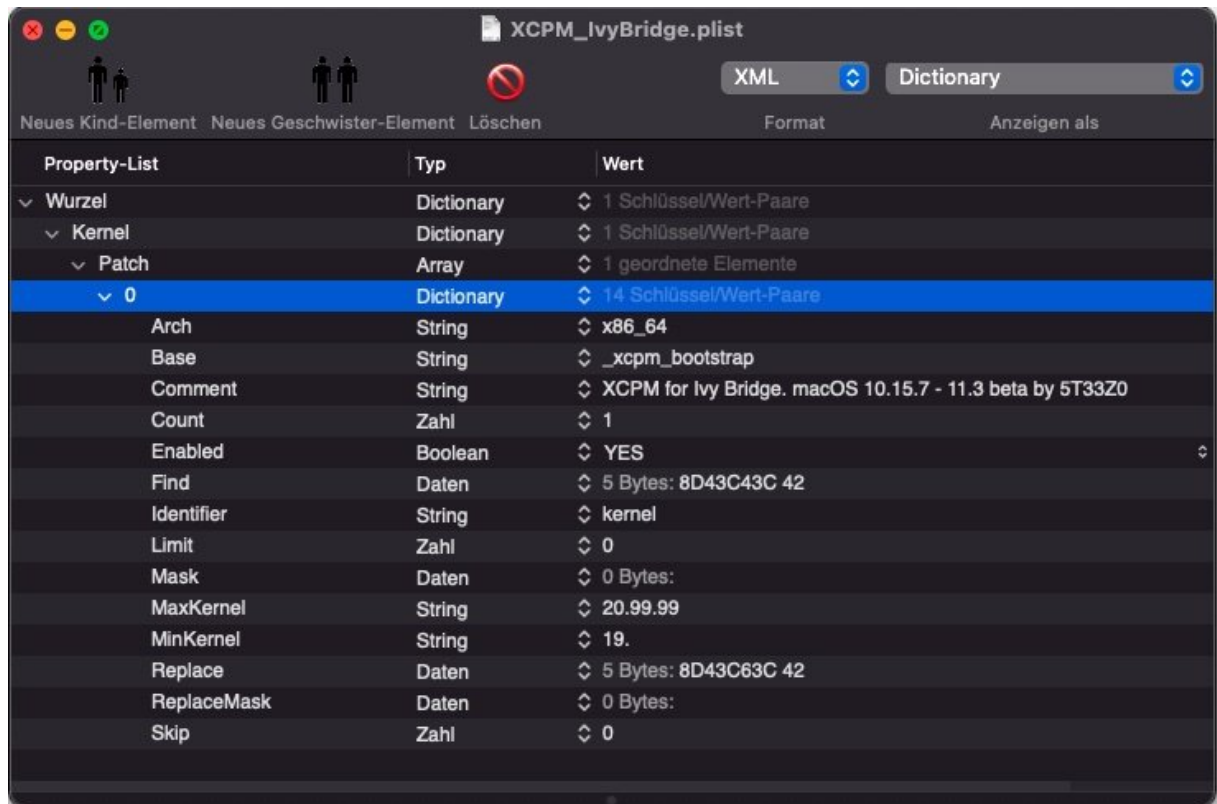 XCPM_IvyBridge.plist
XML Dictionary
Neues Kind-Element Neues Geschwister-Element Löschen Format Anzeigen als
Property-List Typ Wert
Wurzel Dictionary 1 Schlüssel/Wert-Paare
Kernel Dictionary 1 Schlüssel/Wert-Paare
Patch Array 1 geordnete Elemente
0 Dictionary 14 Schlüssel/Wert-Paare
Arch String x86_64
Base String _xcpm_bootstrap
Comment String XCPM for Ivy Bridge. macOS 10.15.7 - 11.3 beta by 5T33Z0
Count Zahl 1
Enabled Boolean YES
Find Daten 5 Bytes: 8D43C43C 42
Identifier String kernel
Limit Zahl 0
Mask Daten 0 Bytes:
MaxKernel String 20.99.99
MinKernel String 19.
Replace Daten 5 Bytes: 8D43C63C 42
ReplaceMask Daten 0 Bytes:
Skip Zahl 0